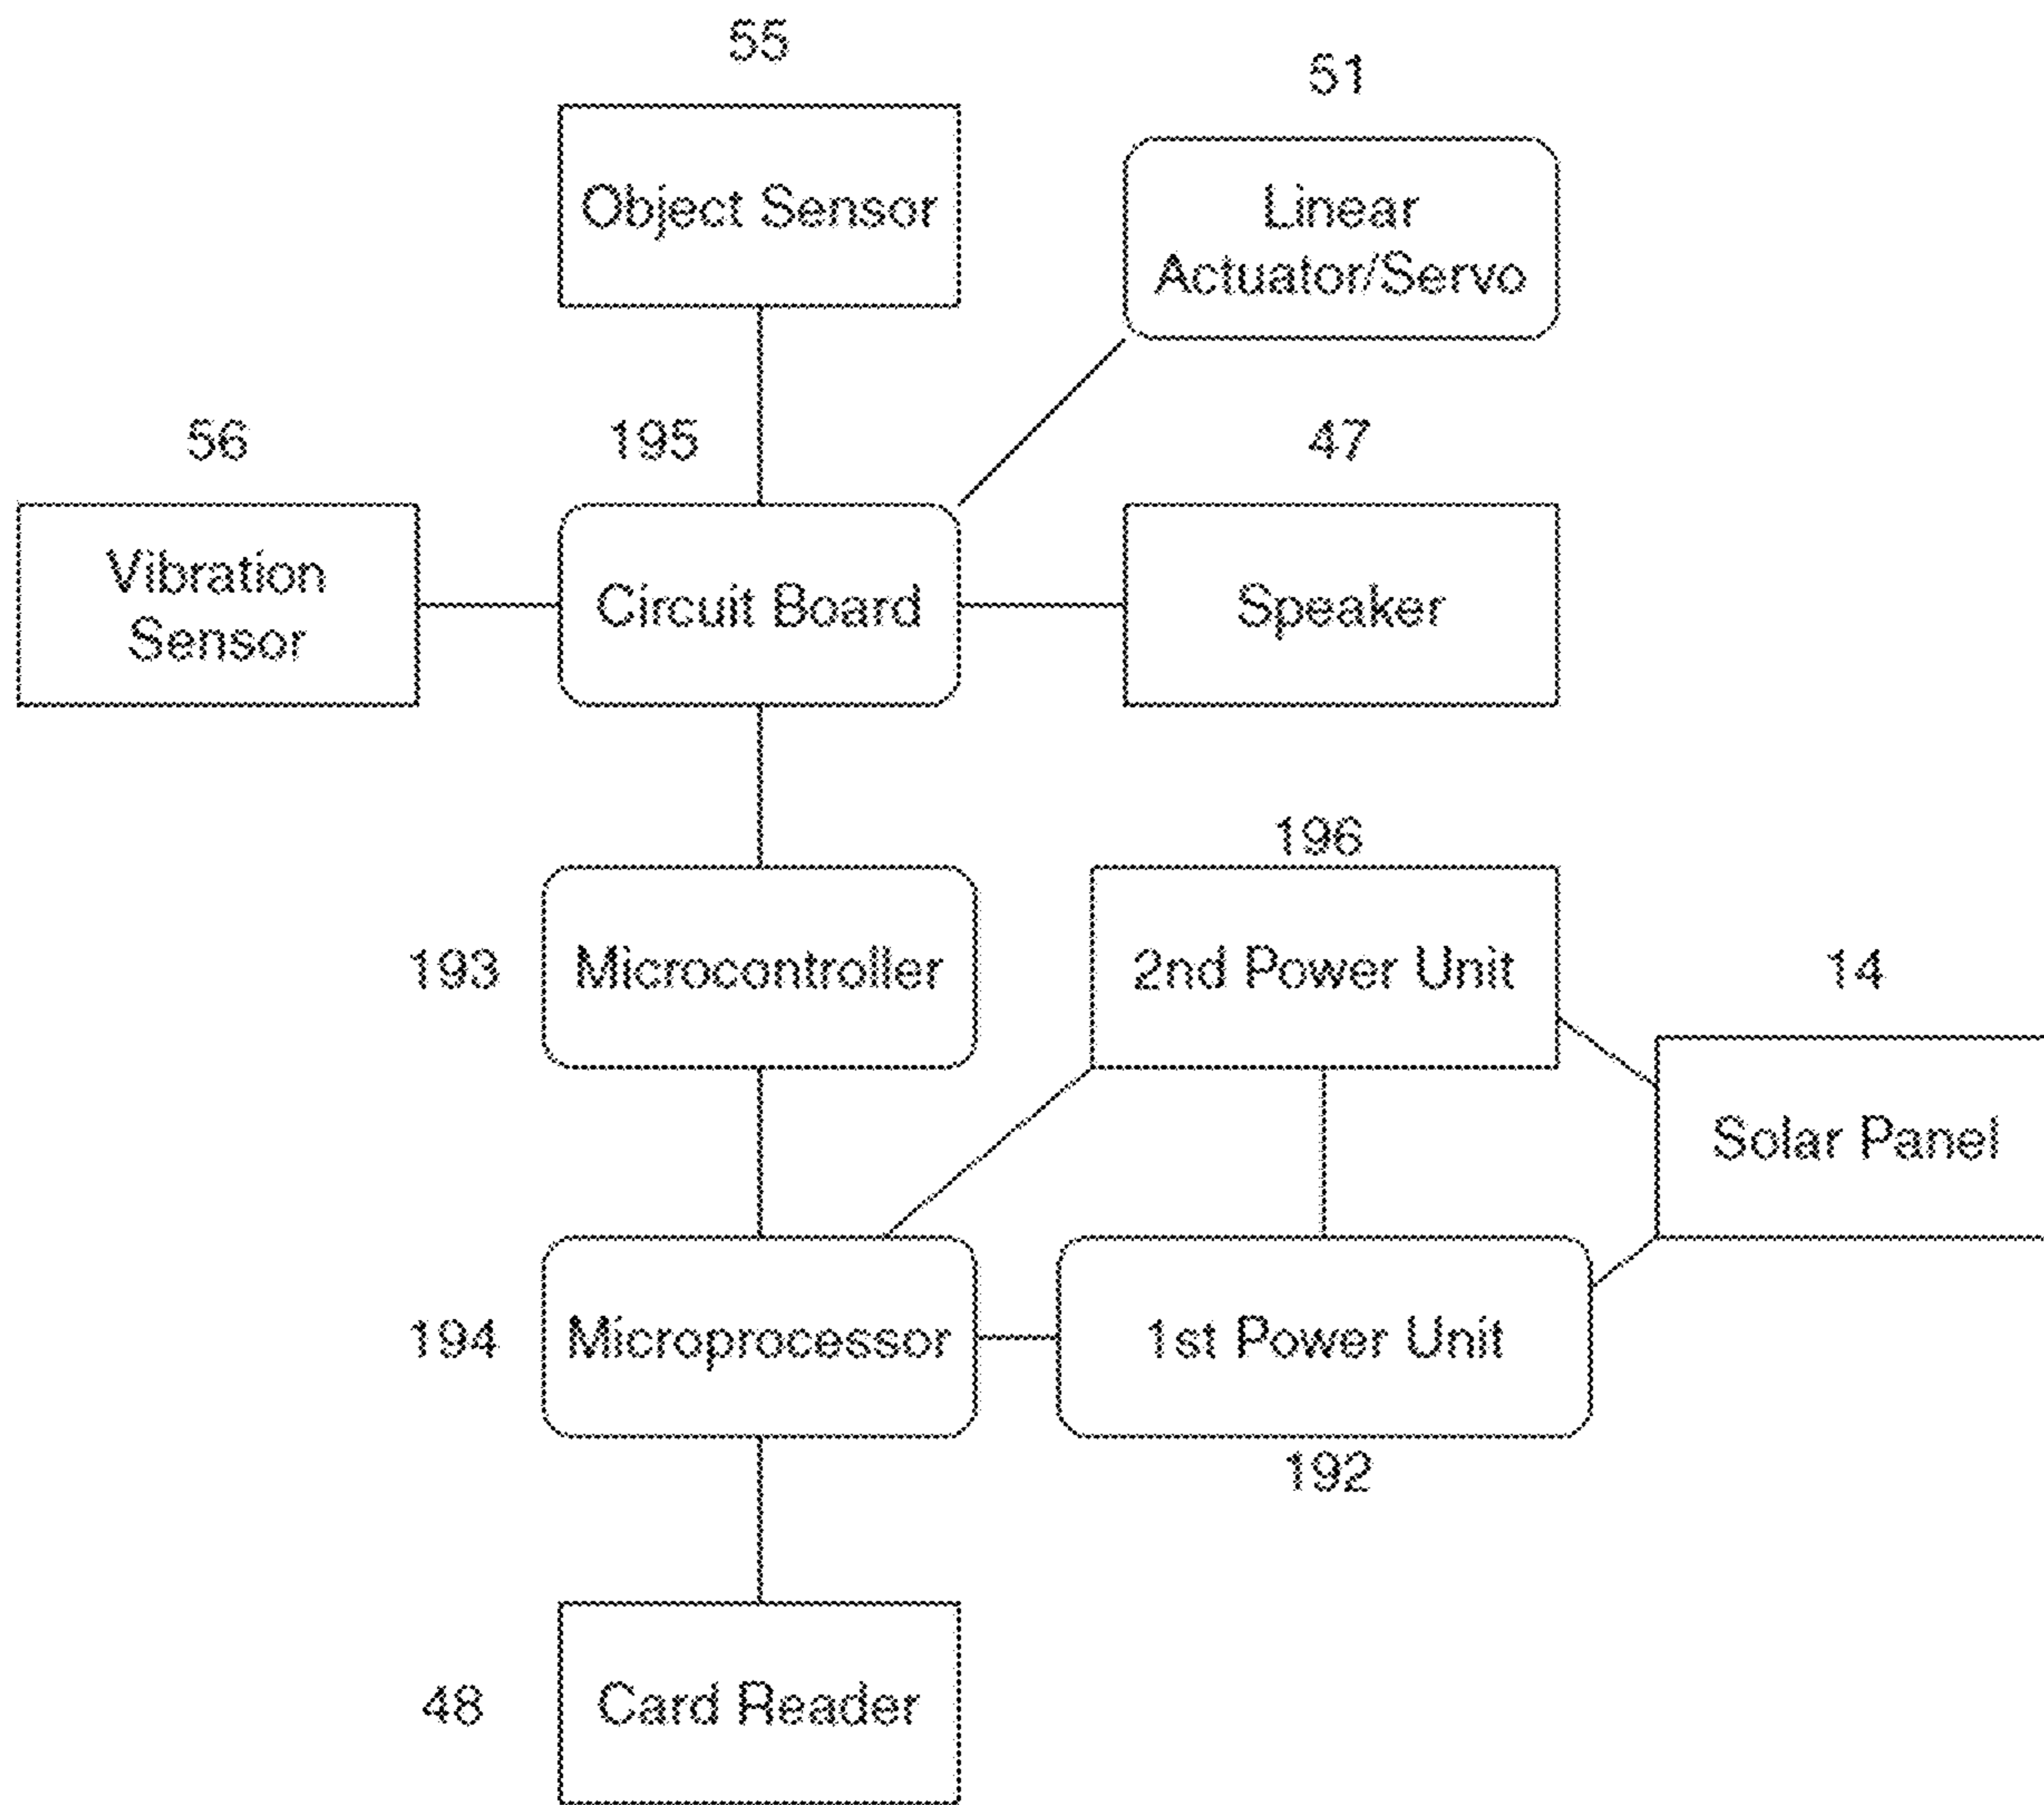 55
51
Object Sensor
Linear
Actuator/Servo
56
195
47
Vibration
Sensor
Circuit Board
Speaker
196
193
Microcontroller
2nd Power Unit
14
Solar Panel
194
Microprocessor
1st Power Unit
192
48
Card Reader